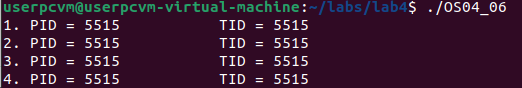 userpcvm@userpcvm-virtual-machine:~/labs/lab4$ ./OS04_06
1. PID = 5515 TID = 5515
2. PID = 5515 TID = 5515
3. PID = 5515 TID = 5515
4. PID = 5515 TID = 5515